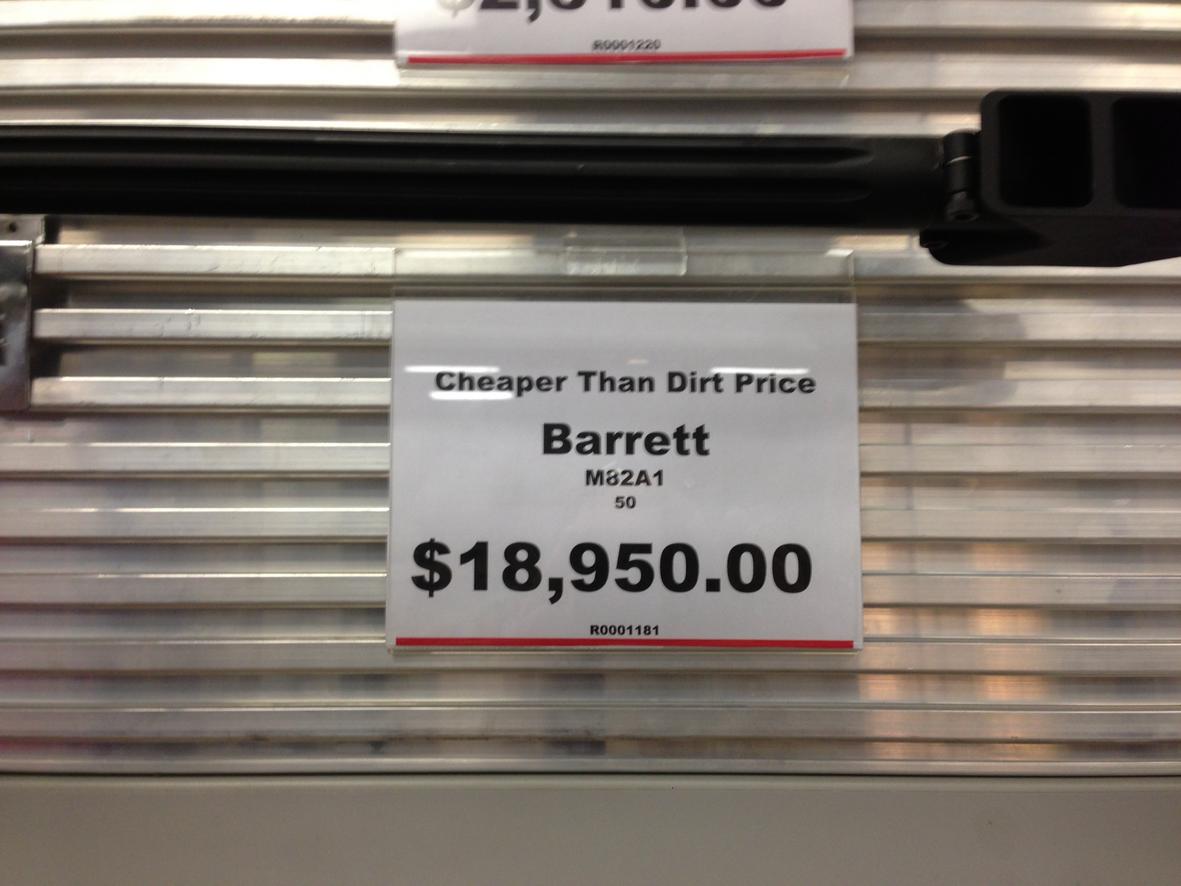 R0001220
Cheaper Than Dirt Price
Barrett
M82A1
50
$18,950.00
R0001181